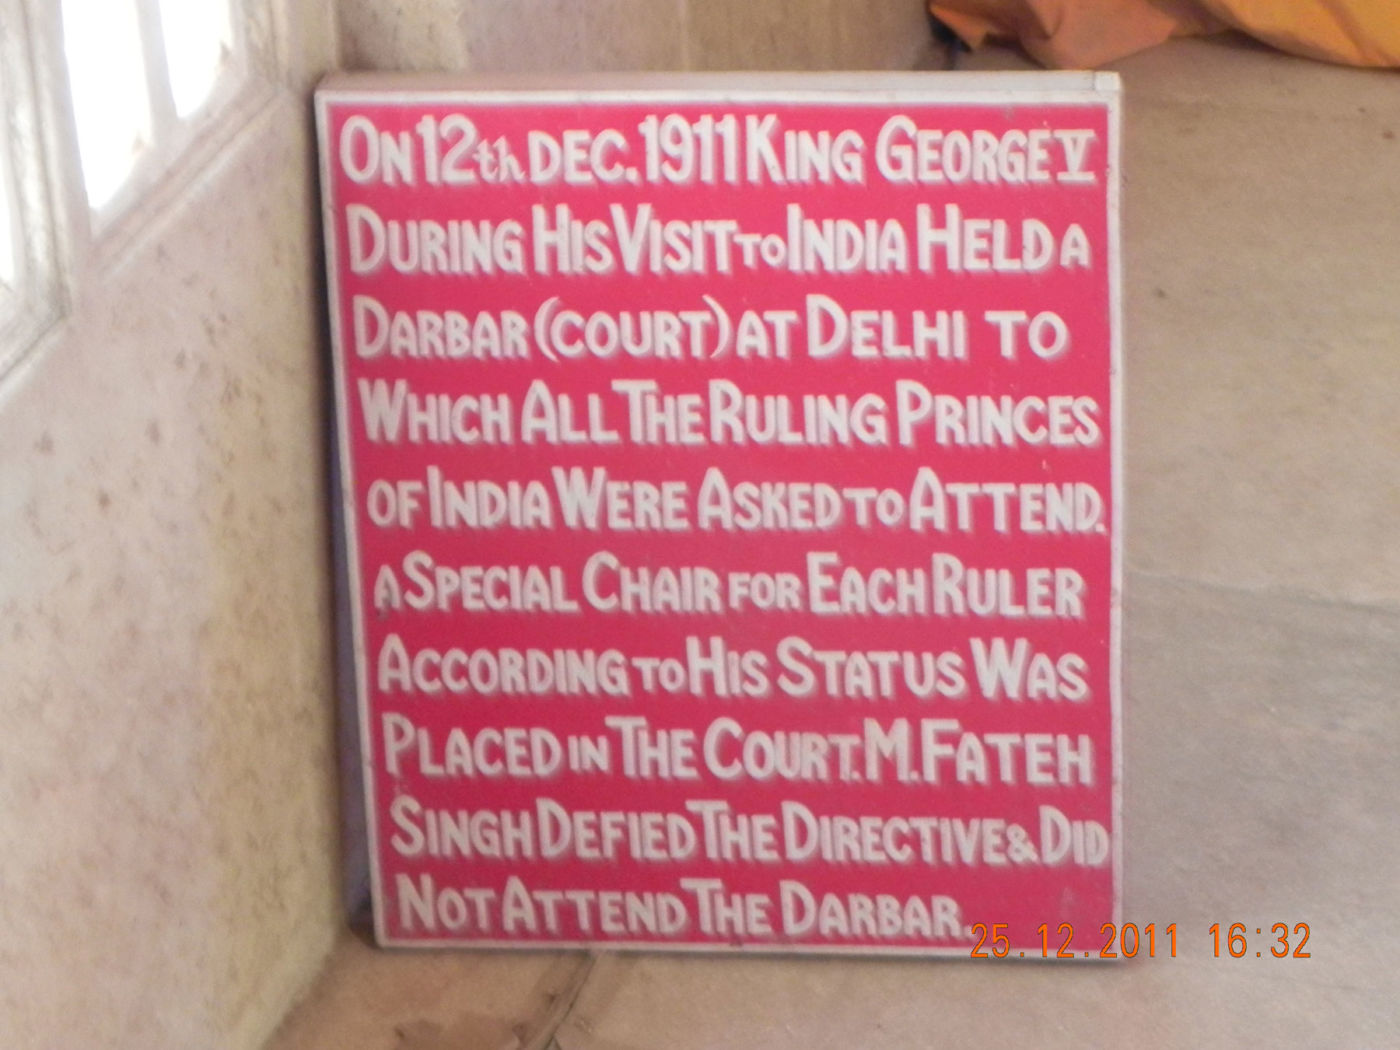 On 12th DEC. 1911 KING GEORGE V
DURING HIS VISIT TO INDIA HELD A
DARBAR (COURT) AT DELHI TO
WHICH ALL THE RULING PRINCES
OF INDIA WERE ASKED TO ATTEND.
A SPECIAL CHAIR FOR EACH RULER
ACCORDING TO HIS STATUS WAS
PLACED IN THE COURT. M. FATEH
SINGH DEFIED THE DIRECTIVE & DID
NOT ATTEND THE DARBAR.
25.12.2011 16:32